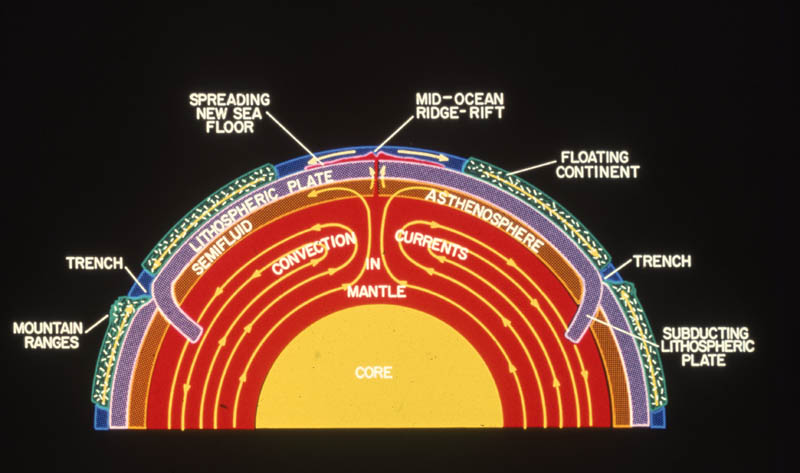 SPREADING
NEW SEA
FLOOR
MID-OCEAN
RIDGE-RIFT
FLOATING
CONTINENT
LITHOSPHERIC PLATE
SEMIFLUID
ASTHENOSPHERE
CONVECTION
CURRENTS
IN
MANTLE
TRENCH
TRENCH
MOUNTAIN
RANGES
SUBDUCTING
LITHOSPHERIC
PLATE
CORE